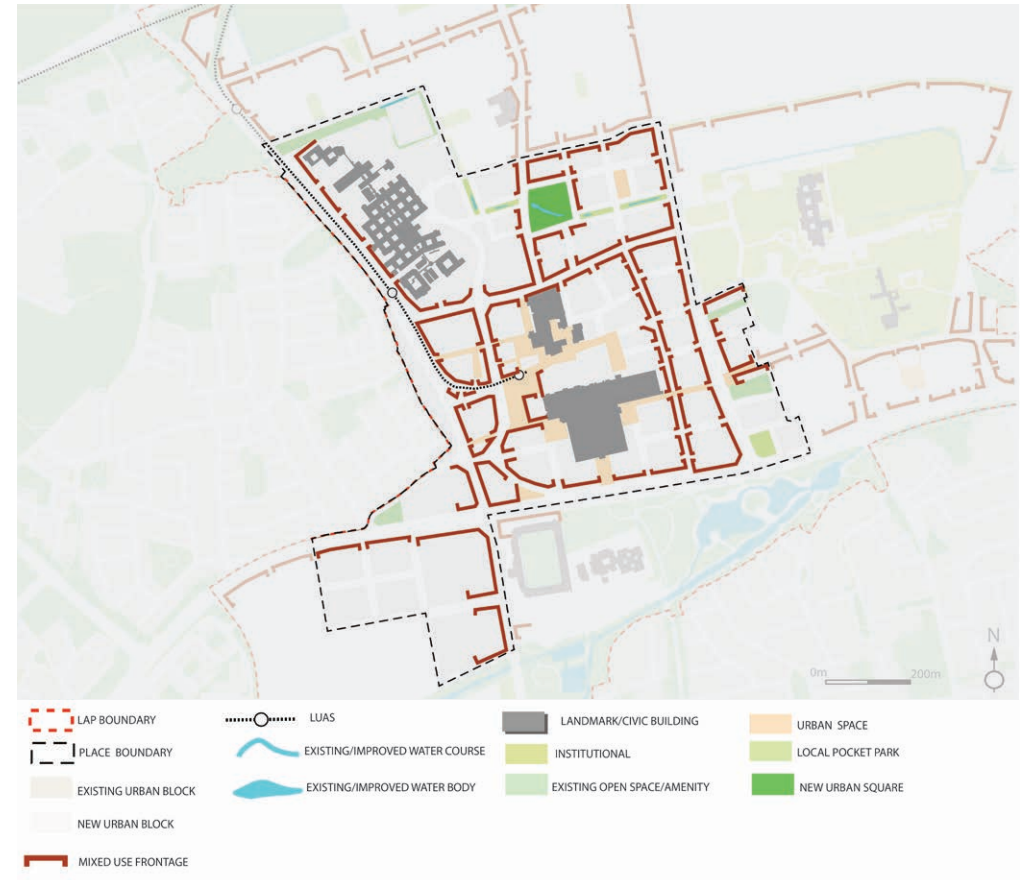 N
0m
200m
LAP BOUNDARY
LUAS
LANDMARK/CIVIC BUILDING
URBAN SPACE
PLACE BOUNDARY
EXISTING/IMPROVED WATER COURSE
INSTITUTIONAL
LOCAL POCKET PARK
EXISTING URBAN BLOCK
EXISTING/IMPROVED WATER BODY
EXISTING OPEN SPACE/AMENITY
NEW URBAN SQUARE
NEW URBAN BLOCK
MIXED USE FRONTAGE